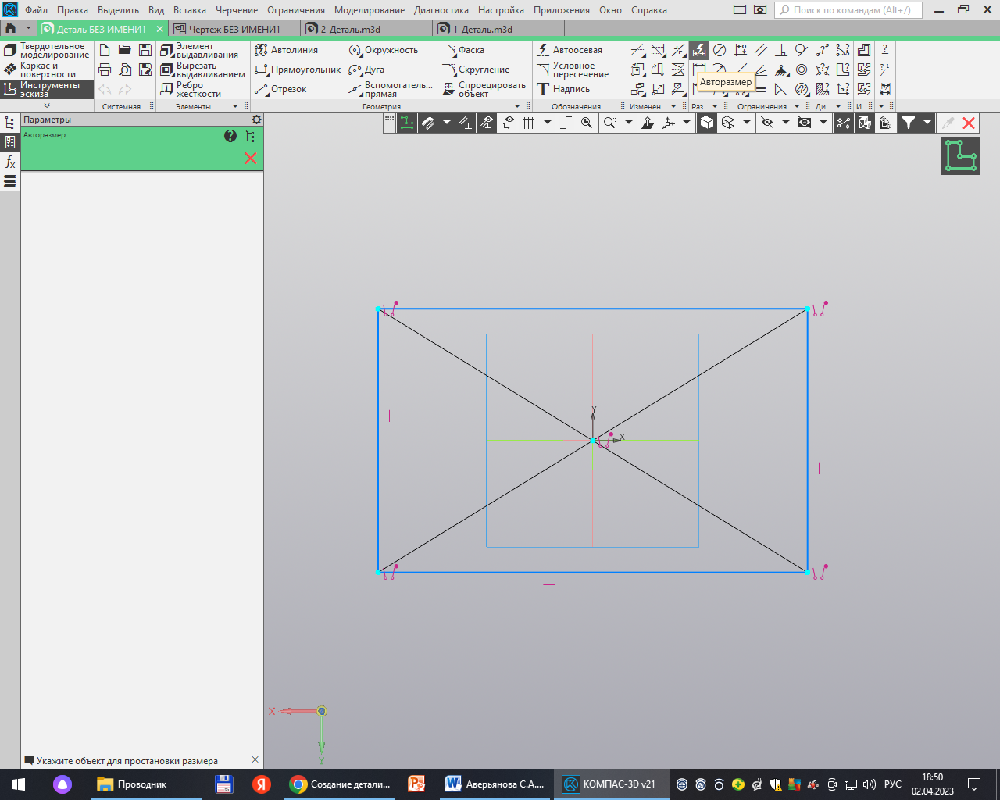 Файл Правка Выделить Вид Вставка Черчение Ограничения Моделирование Диагностика Настройка Приложения Окно Справка Поиск по командам (Alt+/)
Деталь БЕЗ ИМЕНИ1 Чертеж БЕЗ ИМЕНИ1 2_Деталь.m3d 1_Деталь.m3d
Твердотельное моделирование
Каркас и поверхности
Инструменты эскиза
Системная
Элемент выдавливания
Вырезать выдавливанием
Ребро жесткости
Элементы
Автолиния Окружность Фаска
Прямоугольник Дуга Скругление
Отрезок Вспомогатель... прямая Спроецировать объект
Геометрия
Автоосевая
Условное пересечение
Надпись
Обозначения
Изменен... Раз... Ограничения Ди... И.
Авторазмер
Параметры
Авторазмер
Y
X
X
Y
Укажите объект для простановки размера
Проводник Создание детали... Аверьянова С.А.... КОМПАС-3D v21 РУС 18:50
02.04.2023